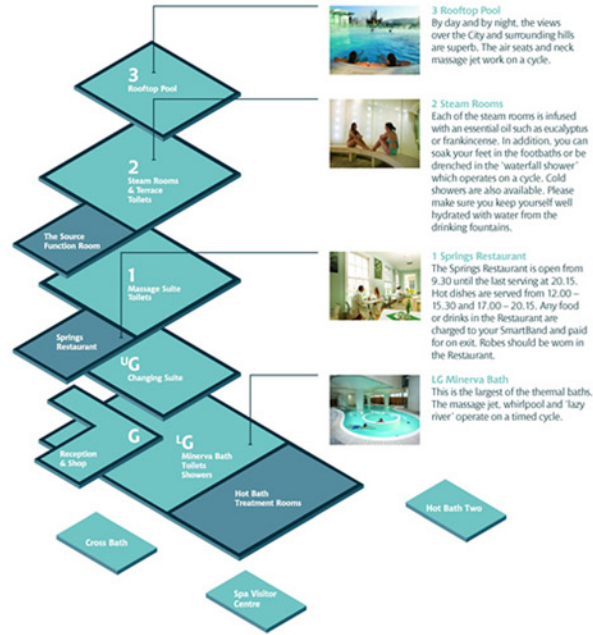 3 Rooftop Pool
By day and by night, the views
over the City and surrounding hills
are superb. The air seats and neck
massage jet work on a cycle.
3
Rooftop Pool
2 Steam Rooms
Each of the steam rooms is infused
with an essential oil such as eucalyptus
or frankincense. In addition, you can
soak your feet in the footbaths or be
drenched in the 'waterfall shower'
which operates on a cycle. Cold
showers are also available. Please
make sure you keep yourself well
hydrated with water from the
drinking fountains.
2
Steam Rooms
& Terrace
Toilets
The Source
Function Room
1 Springs Restaurant
The Springs Restaurant is open from
9.30 until the last serving at 20.15.
Hot dishes are served from 12.00 –
15.30 and 17.00 – 20.15. Any food
or drinks in the Restaurant are
charged to your SmartBand and paid
for on exit. Robes should be worn in
the Restaurant.
1
Massage Suite
Toilets
Springs
Restaurant
UG
Changing Suite
LG Minerva Bath
This is the largest of the thermal baths.
The massage jet, whirlpool and 'lazy
river' operate on a timed cycle.
G
Reception
& Shop
LG
Minerva Bath
Toilets
Showers
Hot Bath
Treatment Rooms
Hot Bath Two
Cross Bath
Spa Visitor
Centre